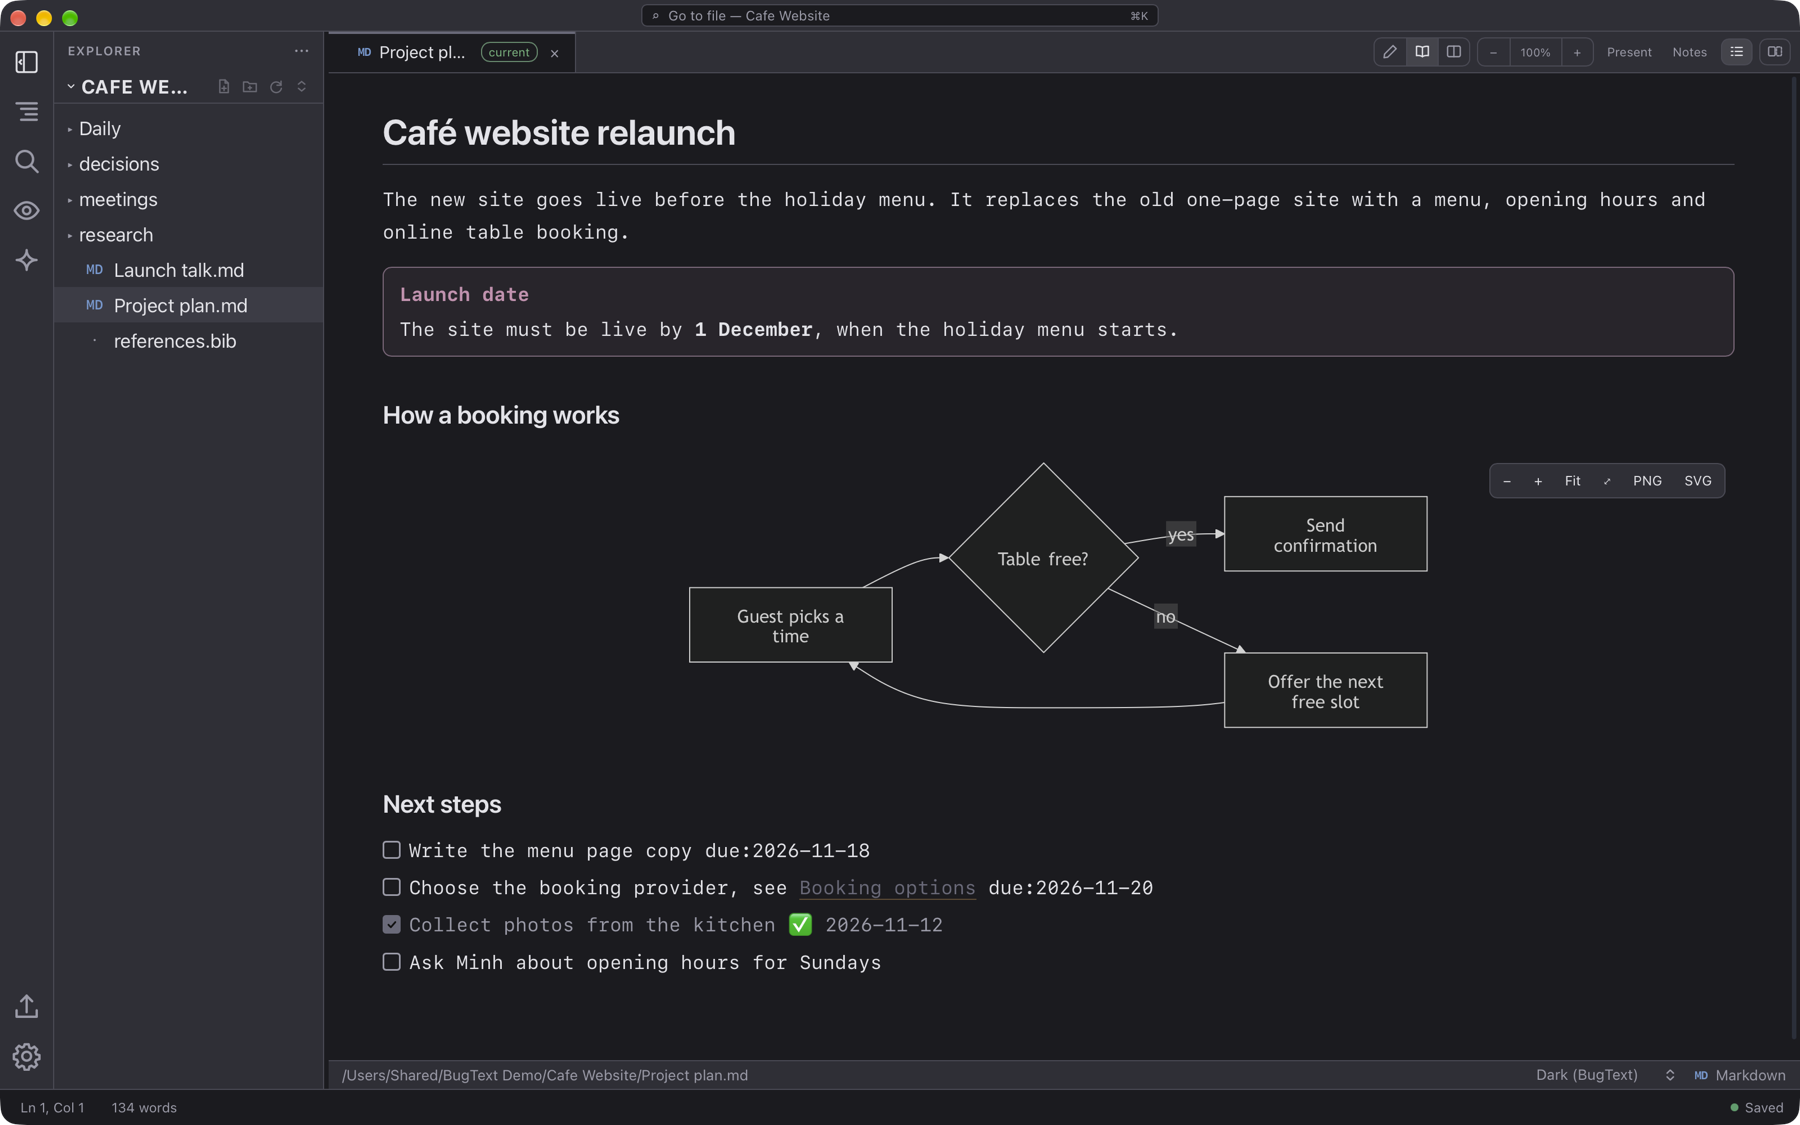 Go to file — Cafe Website
⌘K
EXPLORER
CAFE WE...
Daily
decisions
meetings
research
MD Launch talk.md
MD Project plan.md
references.bib
MD Project pl... current ×
− 100% + Present Notes
Café website relaunch
The new site goes live before the holiday menu. It replaces the old one-page site with a menu, opening hours and
online table booking.
Launch date
The site must be live by 1 December, when the holiday menu starts.
How a booking works
− + Fit ⤢ PNG SVG
Guest picks a
time
Table free?
yes
no
Send
confirmation
Offer the next
free slot
Next steps
Write the menu page copy due:2026-11-18
Choose the booking provider, see Booking options due:2026-11-20
Collect photos from the kitchen ✅ 2026-11-12
Ask Minh about opening hours for Sundays
/Users/Shared/BugText Demo/Cafe Website/Project plan.md
Dark (BugText)
MD Markdown
Ln 1, Col 1
134 words
Saved